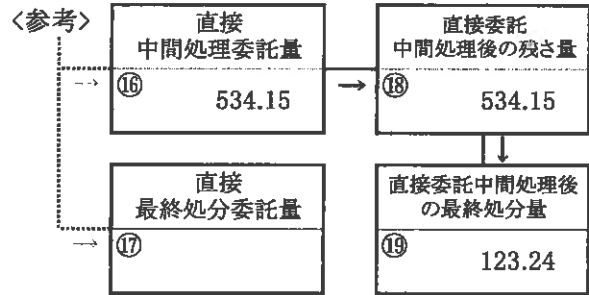 〈参考〉
直接
中間処理委託量
⑯
534.15
直接委託
中間処理後の残さ量
⑱
534.15
直接
最終処分委託量
⑰
直接委託中間処理後
の最終処分量
⑲
123.24